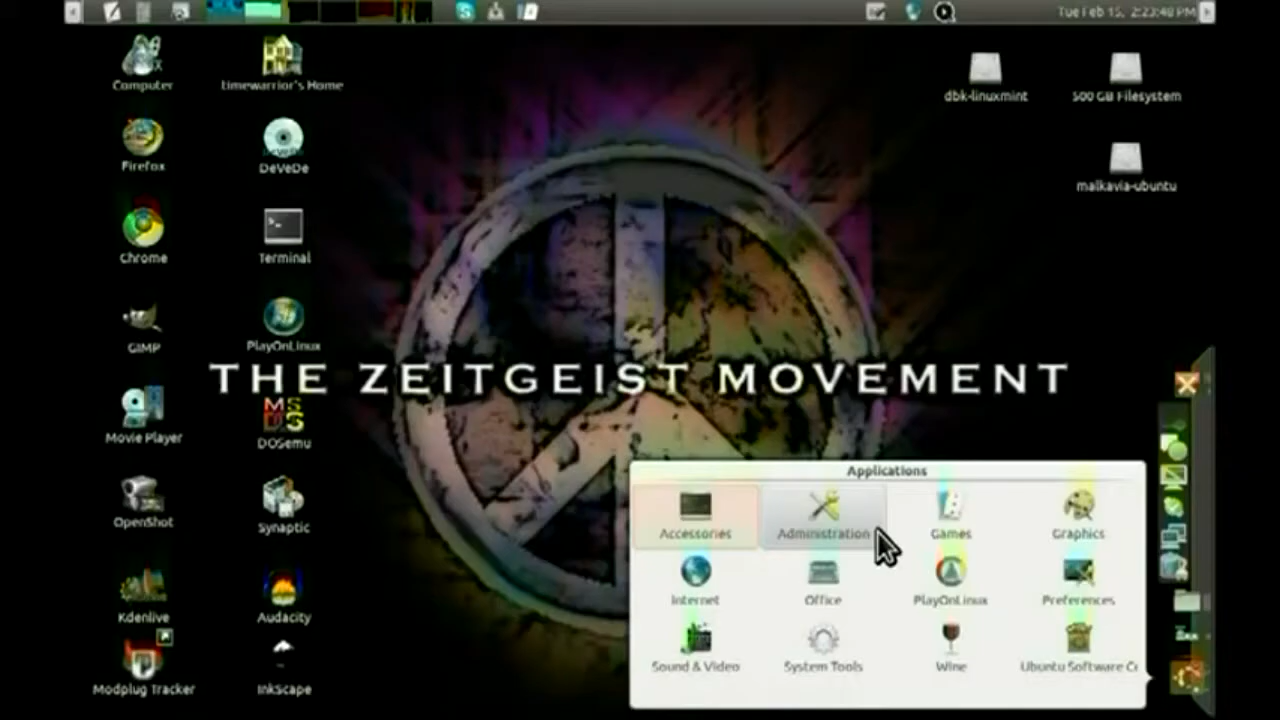 Tue Feb 15, 2:23:48 PM
Computer
Limewarrior's Home
dbk-linuxmint
500 GB Filesystem
Firefox
DeVeDe
malkavia-ubuntu
Chrome
Terminal
GIMP
PlayOnLinux
THE ZEITGEIST MOVEMENT
Movie Player
DOSemu
Applications
OpenShot
Synaptic
Accessories
Administration
Games
Graphics
Kdenlive
Audacity
Internet
Office
PlayOnLinux
Preferences
Modplug Tracker
InkScape
Sound & Video
System Tools
Wine
Ubuntu Software Ce